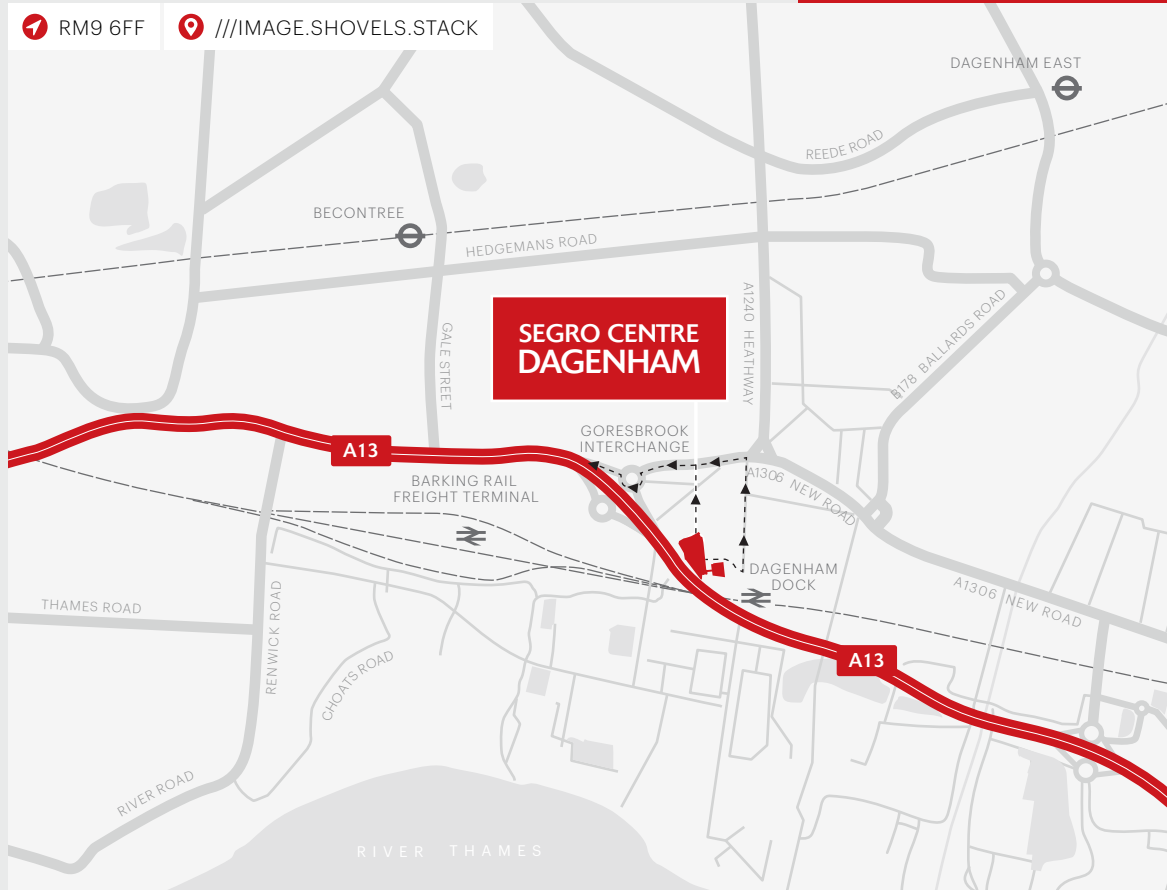 RM9 6FF
///IMAGE.SHOVELS.STACK
DAGENHAM EAST
REEDE ROAD
BECONTREE
HEDGEMANS ROAD
A1240 HEATHWAY
SEGRO CENTRE
DAGENHAM
GALE STREET
B178 BALLARDS ROAD
GORESBROOK
INTERCHANGE
A13
BARKING RAIL
FREIGHT TERMINAL
A1306 NEW ROAD
DAGENHAM
DOCK
A1306 NEW ROAD
THAMES ROAD
RENWICK ROAD
CHOATS ROAD
A13
RIVER ROAD
RIVER THAMES